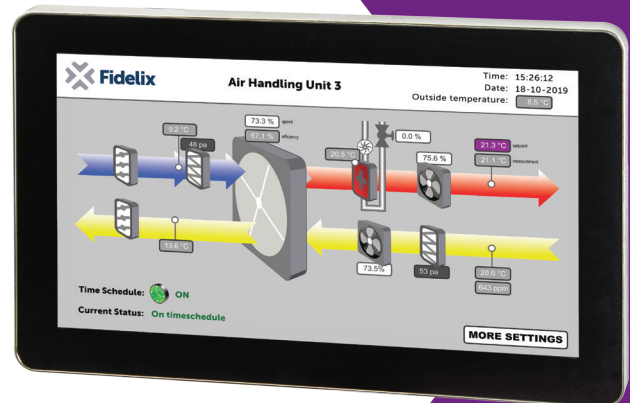 Fidelix
Air Handling Unit 3
Time: 15:26:12
Date: 18-10-2019
Outside temperature: 8.5 °C
9.2 °C
48 pa
73.3 % speed
67.1 % efficiency
20.5 °C
0.0 %
75.6 %
21.3 °C setpoint
21.1 °C measurement
13.6 °C
73.5%
53 pa
20.6 °C
643 ppm
Time Schedule: ON
Current Status: On timeschedule
MORE SETTINGS